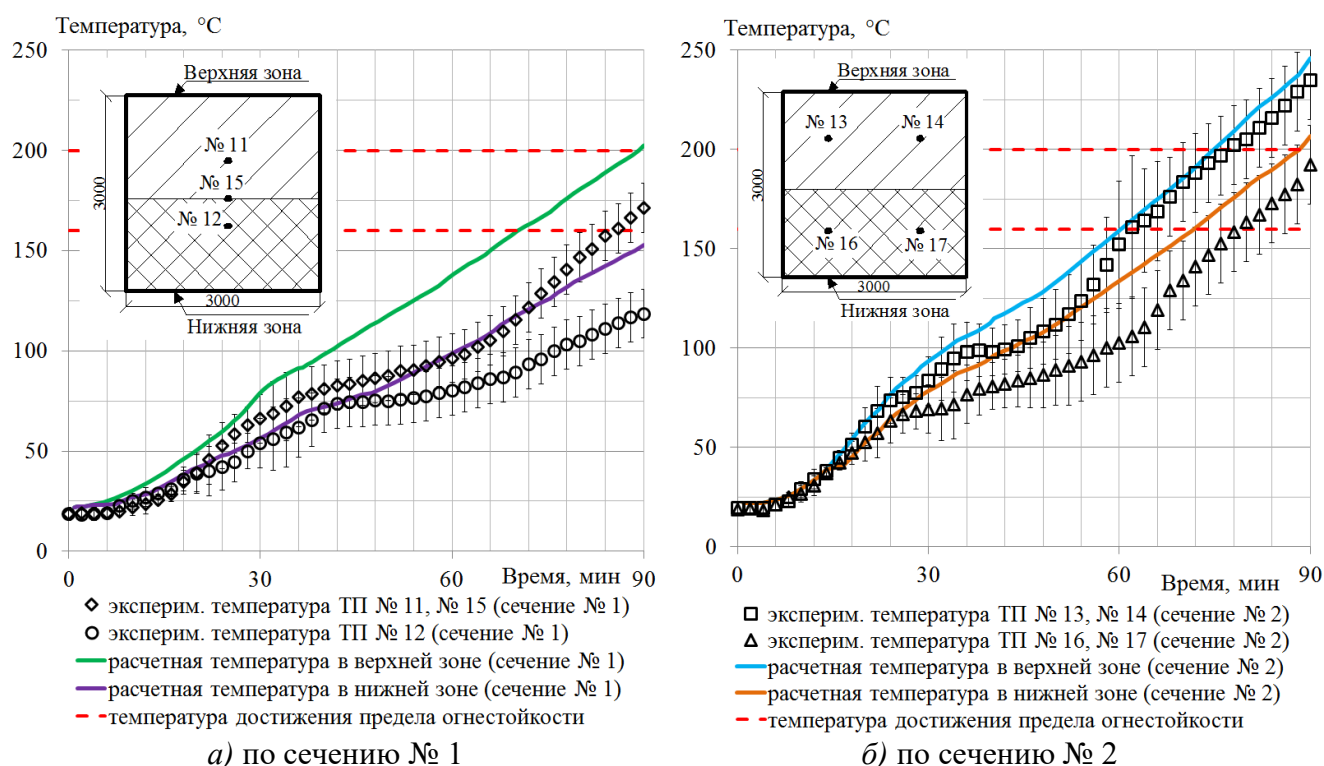 Температура, °С
250
200
150
100
50
0
0
30
60
90
Время, мин
Верхняя зона
№ 11
№ 15
№ 12
3000
3000
Нижняя зона
эксперим. температура ТП № 11, № 15 (сечение № 1)
эксперим. температура ТП № 12 (сечение № 1)
расчетная температура в верхней зоне (сечение № 1)
расчетная температура в нижней зоне (сечение № 1)
температура достижения предела огнестойкости
а) по сечению № 1
Температура, °С
250
200
150
100
50
0
0
30
60
90
Время, мин
Верхняя зона
№ 13
№ 14
№ 16
№ 17
3000
3000
Нижняя зона
эксперим. температура ТП № 13, № 14 (сечение № 2)
эксперим. температура ТП № 16, № 17 (сечение № 2)
расчетная температура в верхней зоне (сечение № 2)
расчетная температура в нижней зоне (сечение № 2)
температура достижения предела огнестойкости
б) по сечению № 2